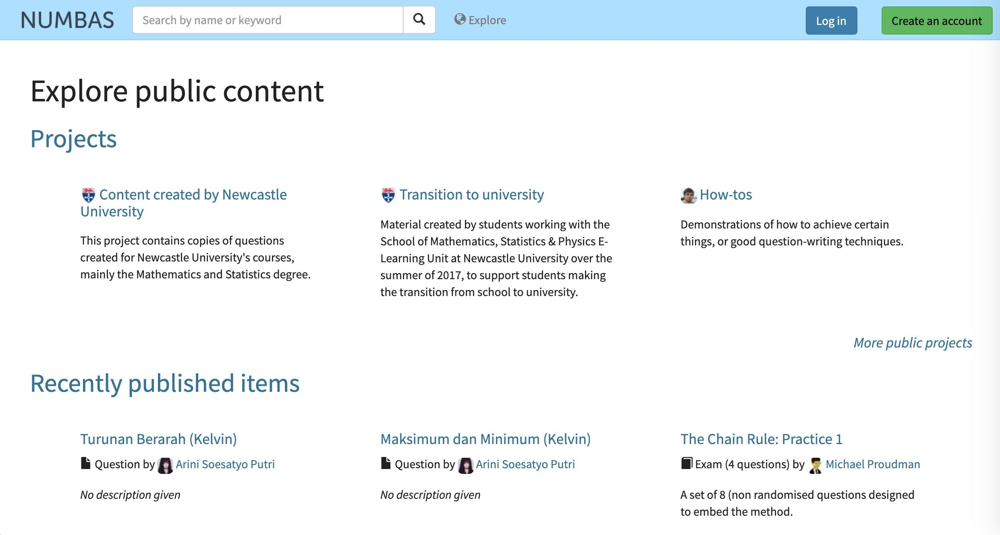 NUMBAS
Search by name or keyword
Explore
Log in
Create an account
Explore public content
Projects
Content created by Newcastle
University
This project contains copies of questions
created for Newcastle University's courses,
mainly the Mathematics and Statistics degree.
Transition to university
Material created by students working with the
School of Mathematics, Statistics & Physics E-
Learning Unit at Newcastle University over the
summer of 2017, to support students making
the transition from school to university.
How-tos
Demonstrations of how to achieve certain
things, or good question-writing techniques.
More public projects
Recently published items
Turunan Berarah (Kelvin)
Question by Arini Soesatyo Putri
No description given
Maksimum dan Minimum (Kelvin)
Question by Arini Soesatyo Putri
No description given
The Chain Rule: Practice 1
Exam (4 questions) by Michael Proudman
A set of 8 (non randomised questions designed
to embed the method.